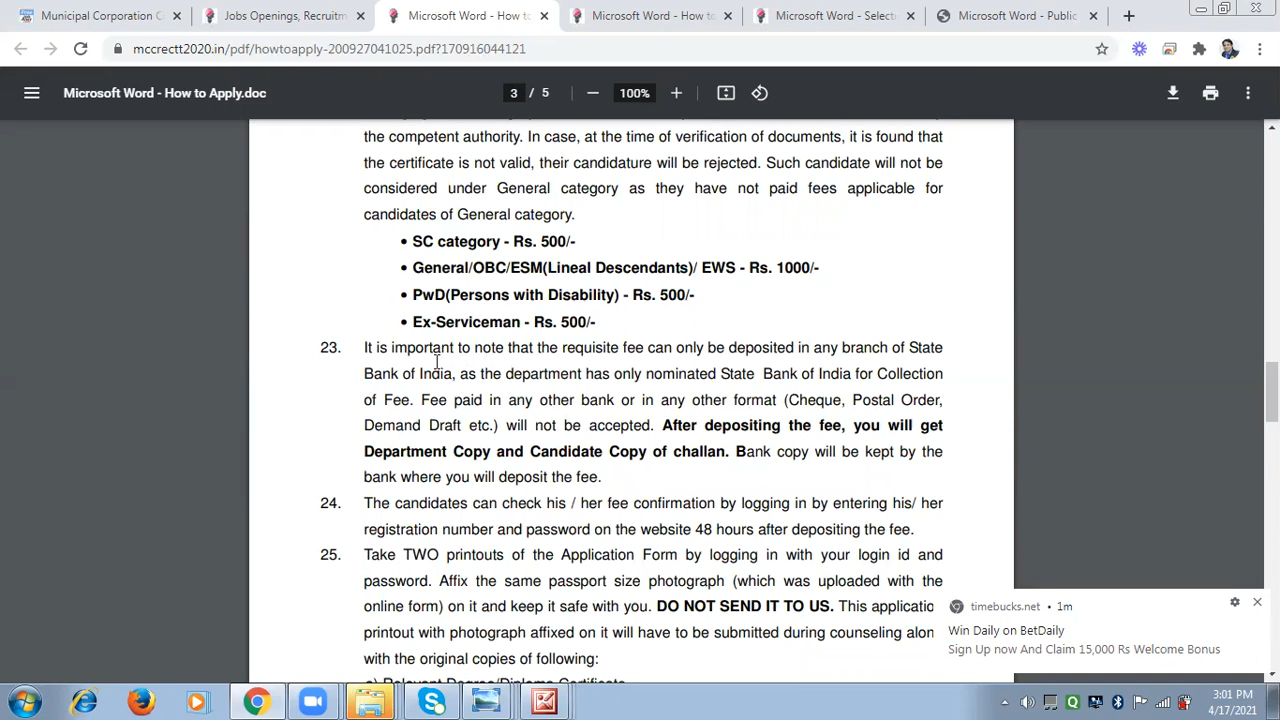 Municipal Corporation C
Jobs Openings, Recruitm
Microsoft Word - How to
Microsoft Word - How to
Microsoft Word - Select
Microsoft Word - Public
mccrectt2020.in/pdf/howtoapply-200927041025.pdf?170916044121
Microsoft Word - How to Apply.doc
3 / 5
100%
the competent authority. In case, at the time of verification of documents, it is found that
the certificate is not valid, their candidature will be rejected. Such candidate will not be
considered under General category as they have not paid fees applicable for
candidates of General category.
• SC category - Rs. 500/-
• General/OBC/ESM(Lineal Descendants)/ EWS - Rs. 1000/-
• PwD(Persons with Disability) - Rs. 500/-
• Ex-Serviceman - Rs. 500/-
23. It is important to note that the requisite fee can only be deposited in any branch of State
Bank of India, as the department has only nominated State Bank of India for Collection
of Fee. Fee paid in any other bank or in any other format (Cheque, Postal Order,
Demand Draft etc.) will not be accepted. After depositing the fee, you will get
Department Copy and Candidate Copy of challan. Bank copy will be kept by the
bank where you will deposit the fee.
24. The candidates can check his / her fee confirmation by logging in by entering his/ her
registration number and password on the website 48 hours after depositing the fee.
25. Take TWO printouts of the Application Form by logging in with your login id and
password. Affix the same passport size photograph (which was uploaded with the
online form) on it and keep it safe with you. DO NOT SEND IT TO US. This applicatio
printout with photograph affixed on it will have to be submitted during counseling alon
with the original copies of following:
a) Relevant Degree/Diploma Certificate
timebucks.net • 1m
Win Daily on BetDaily
Sign Up now And Claim 15,000 Rs Welcome Bonus
3:01 PM
4/17/2021